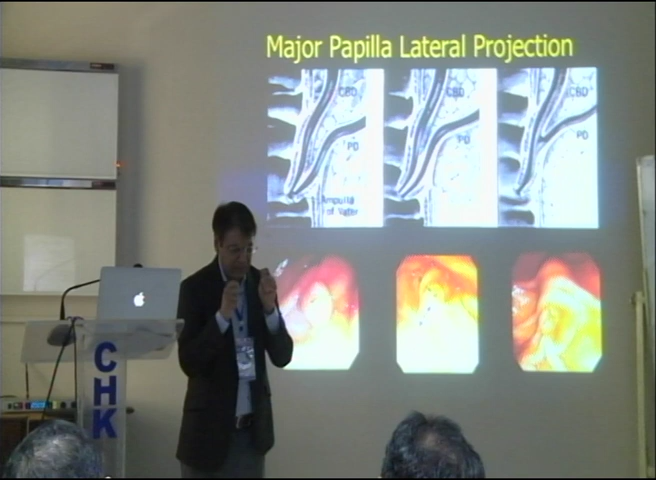 Major Papilla Lateral Projection
CBD
PD
Ampulla
of Vater
CBD
PD
CBD
PD
CHK